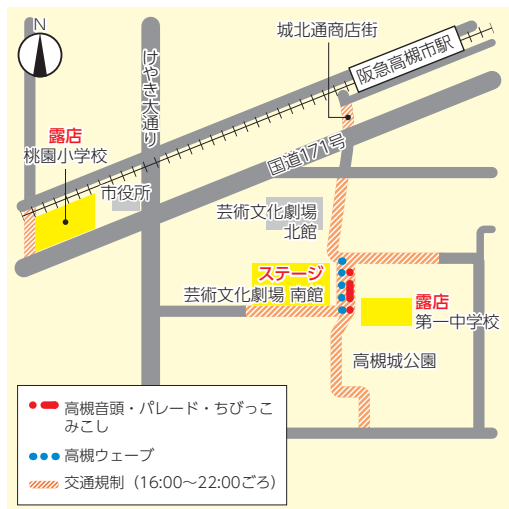 N
城北通商店街
阪急高槻市駅
けやき大通り
国道171号
露店
桃園小学校
市役所
芸術文化劇場
北館
ステージ
芸術文化劇場 南館
露店
第一中学校
高槻城公園
高槻音頭・パレード・ちびっこ
みこし
高槻ウェーブ
交通規制（16:00～22:00ごろ）